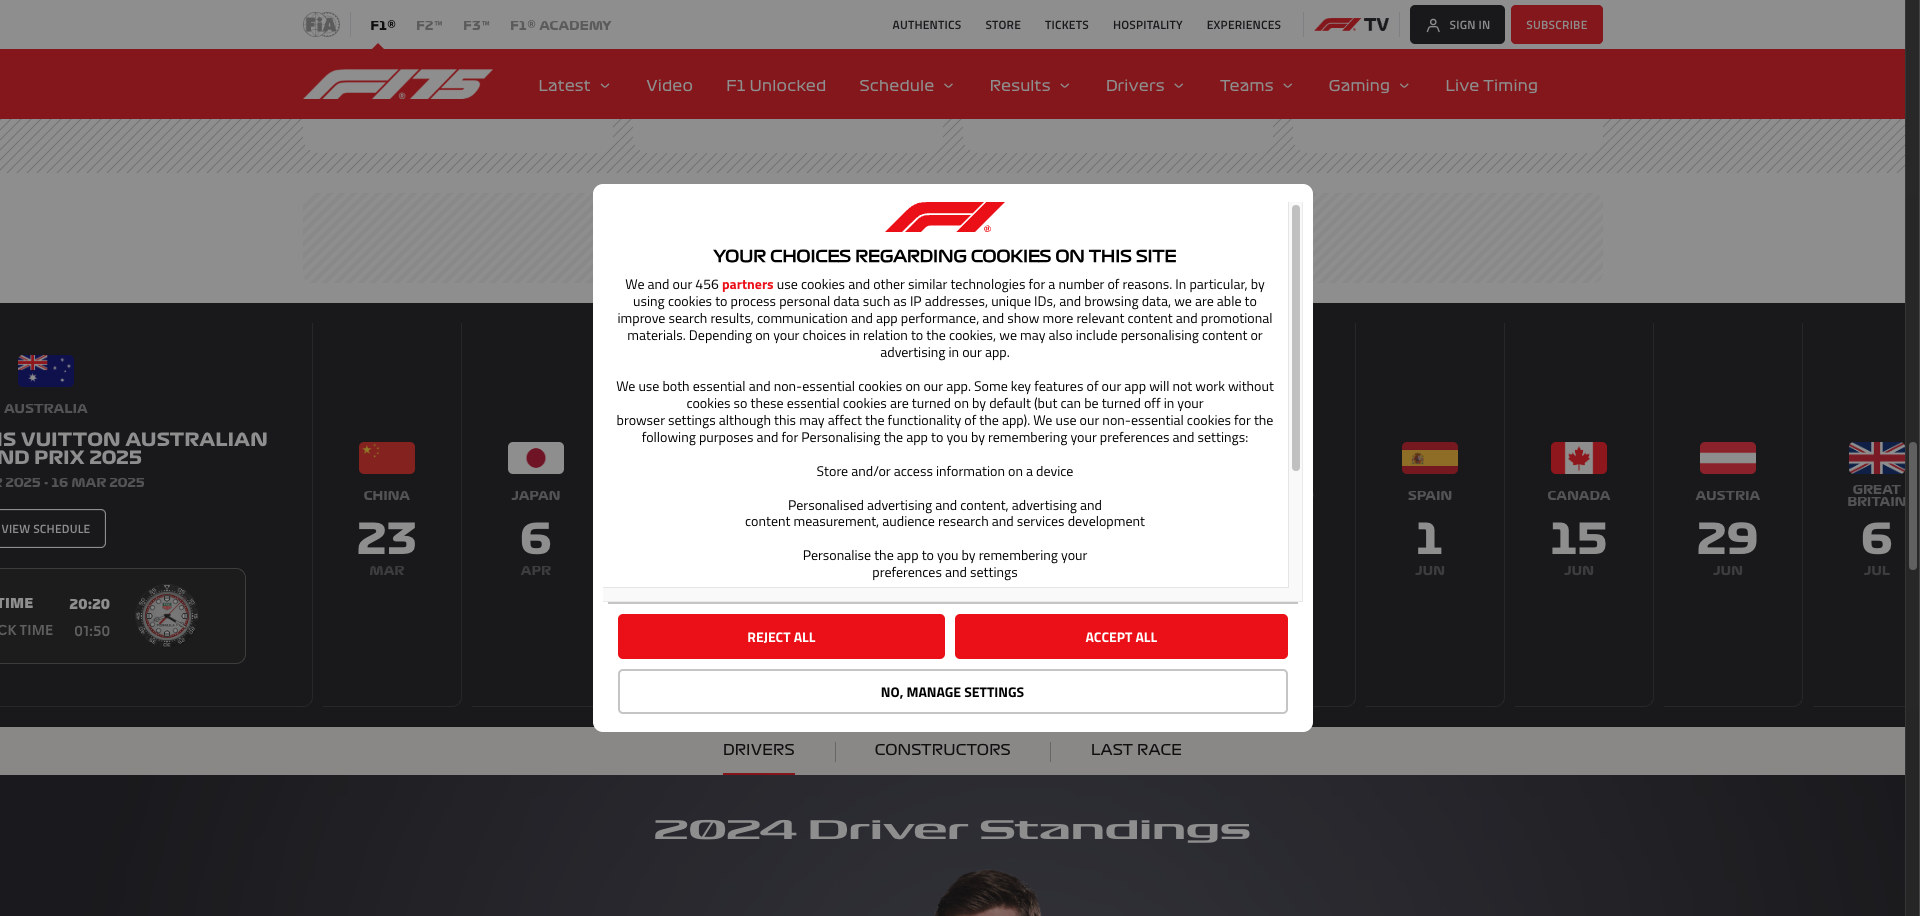 FiA F1® F2™ F3™ F1® ACADEMY AUTHENTICS STORE TICKETS HOSPITALITY EXPERIENCES F1 TV SIGN IN SUBSCRIBE
F1 75 Latest Video F1 Unlocked Schedule Results Drivers Teams Gaming Live Timing
F1®
YOUR CHOICES REGARDING COOKIES ON THIS SITE
We and our 456 partners use cookies and other similar technologies for a number of reasons. In particular, by
using cookies to process personal data such as IP addresses, unique IDs, and browsing data, we are able to
improve search results, communication and app performance, and show more relevant content and promotional
materials. Depending on your choices in relation to the cookies, we may also include personalising content or
advertising in our app.
We use both essential and non-essential cookies on our app. Some key features of our app will not work without
cookies so these essential cookies are turned on by default (but can be turned off in your
browser settings although this may affect the functionality of the app). We use our non-essential cookies for the
following purposes and for Personalising the app to you by remembering your preferences and settings:
Store and/or access information on a device
Personalised advertising and content, advertising and
content measurement, audience research and services development
Personalise the app to you by remembering your
preferences and settings
REJECT ALL
ACCEPT ALL
NO, MANAGE SETTINGS
AUSTRALIA
IS VUITTON AUSTRALIAN
ND PRIX 2025
R 2025 - 16 MAR 2025
VIEW SCHEDULE
TIME 20:20
CK TIME 01:50
CHINA
23
MAR
JAPAN
6
APR
SPAIN
1
JUN
CANADA
15
JUN
AUSTRIA
29
JUN
GREAT
BRITAIN
6
JUL
DRIVERS
CONSTRUCTORS
LAST RACE
2024 Driver Standings